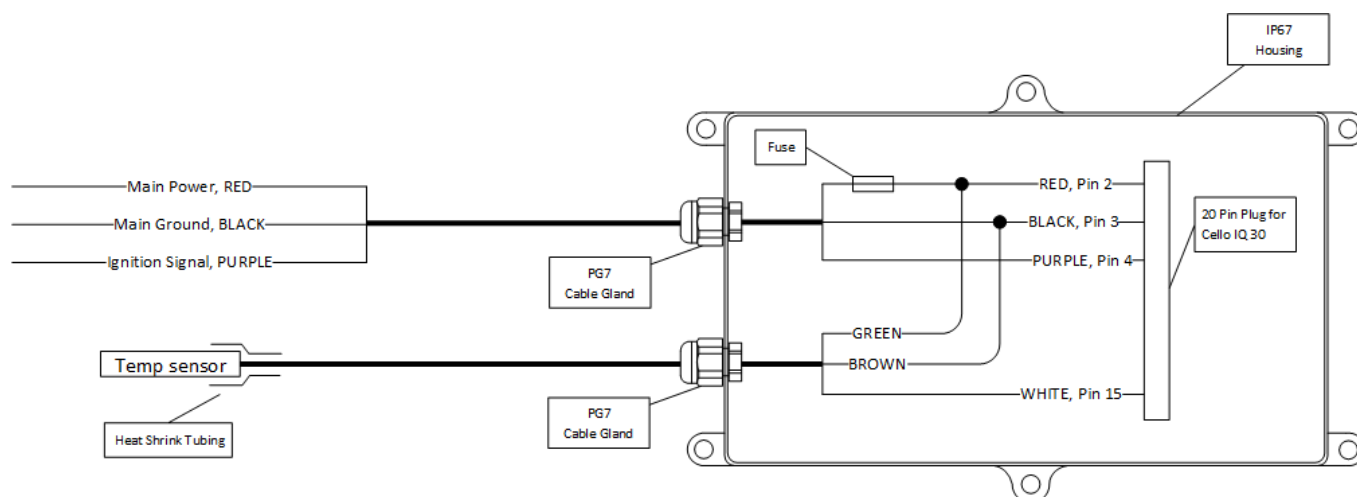 IP67
Housing
Fuse
Main Power, RED
RED, Pin 2
Main Ground, BLACK
BLACK, Pin 3
20 Pin Plug for
Cello IQ 30
Ignition Signal, PURPLE
PURPLE, Pin 4
PG7
Cable Gland
GREEN
Temp sensor
BROWN
WHITE, Pin 15
PG7
Cable Gland
Heat Shrink Tubing